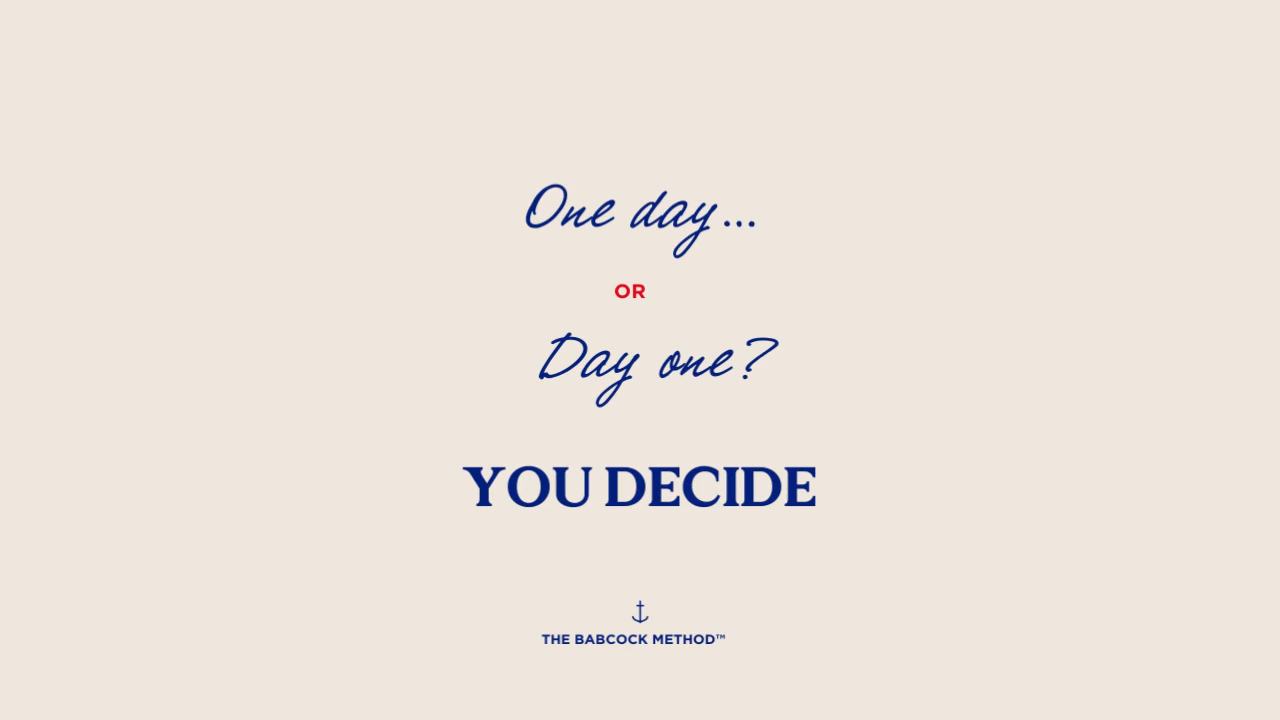 One day...
OR
Day one?
YOU DECIDE
THE BABCOCK METHOD™